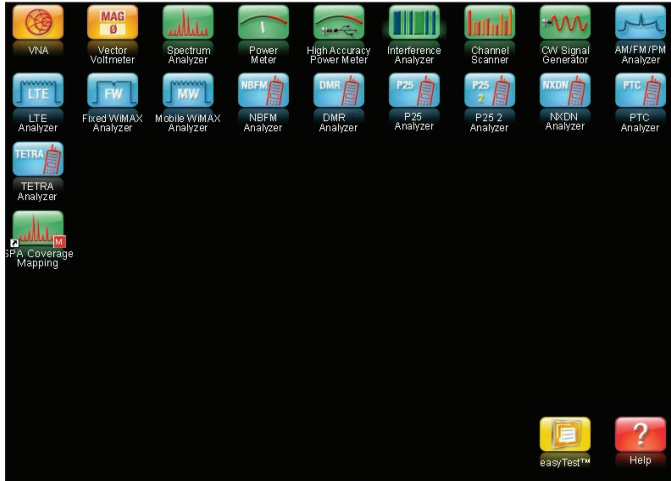 MAG
Ø
VNA
Vector
Voltmeter
Spectrum
Analyzer
Power
Meter
High Accuracy
Power Meter
Interference
Analyzer
Channel
Scanner
CW Signal
Generator
AM/FM/PM
Analyzer
LTE
LTE
Analyzer
FW
Fixed WiMAX
Analyzer
MW
Mobile WiMAX
Analyzer
NBFM
NBFM
Analyzer
DMR
DMR
Analyzer
P25
P25
Analyzer
P25
2
P25 2
Analyzer
NXDN
NXDN
Analyzer
PTC
PTC
Analyzer
TETRA
TETRA
Analyzer
M
SPA Coverage
Mapping
easyTest™
?
Help